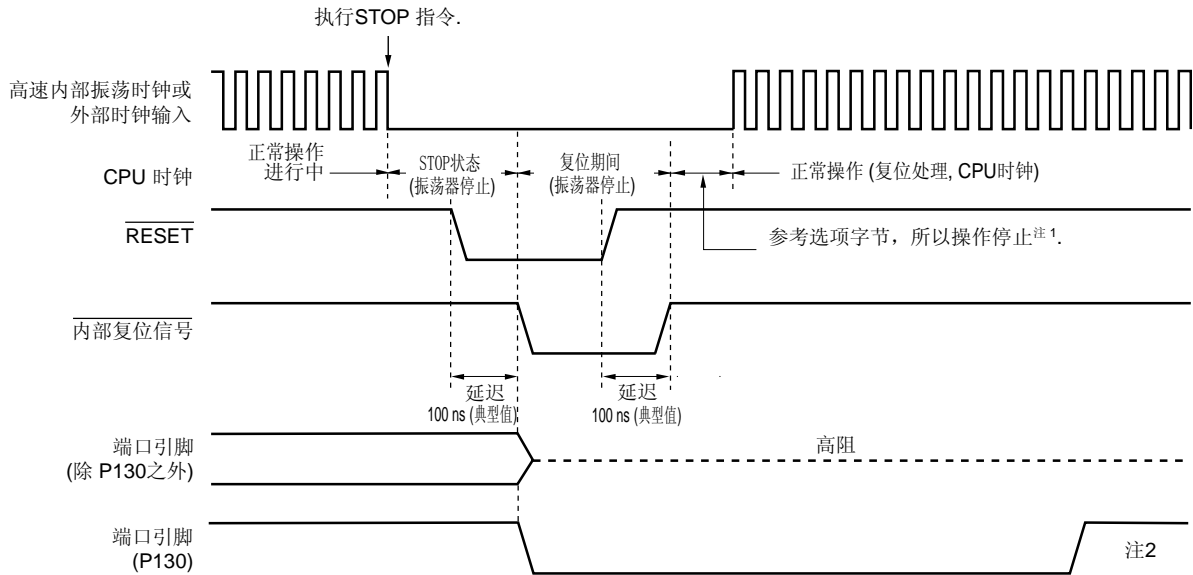 执行STOP 指令.
高速内部振荡时钟或
外部时钟输入
CPU 时钟
正常操作
进行中
STOP状态
(振荡器停止)
复位期间
(振荡器停止)
正常操作 (复位处理, CPU时钟)
RESET
参考选项字节，所以操作停止注 1.
内部复位信号
延迟
100 ns (典型值)
延迟
100 ns (典型值)
端口引脚
(除 P130之外)
高阻
端口引脚
(P130)
注2